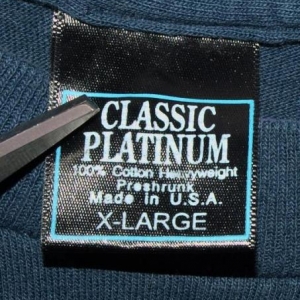 CLASSIC
PLATINUM
100% Cotton Heavyweight
Preshrunk
Made in U.S.A.
X-LARGE